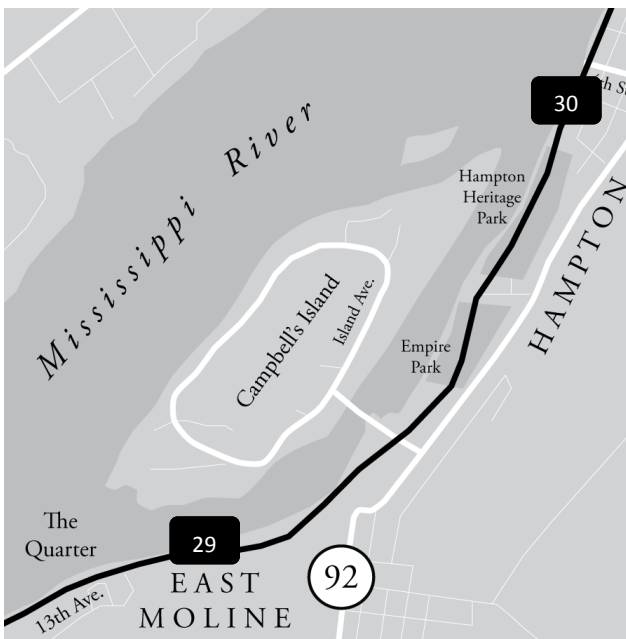 30
Mississippi River
Hampton
Heritage
Park
HAMPTON
Island Ave.
Campbell's Island
Empire
Park
The
Quarter
29
EAST
MOLINE
92
13th Ave.